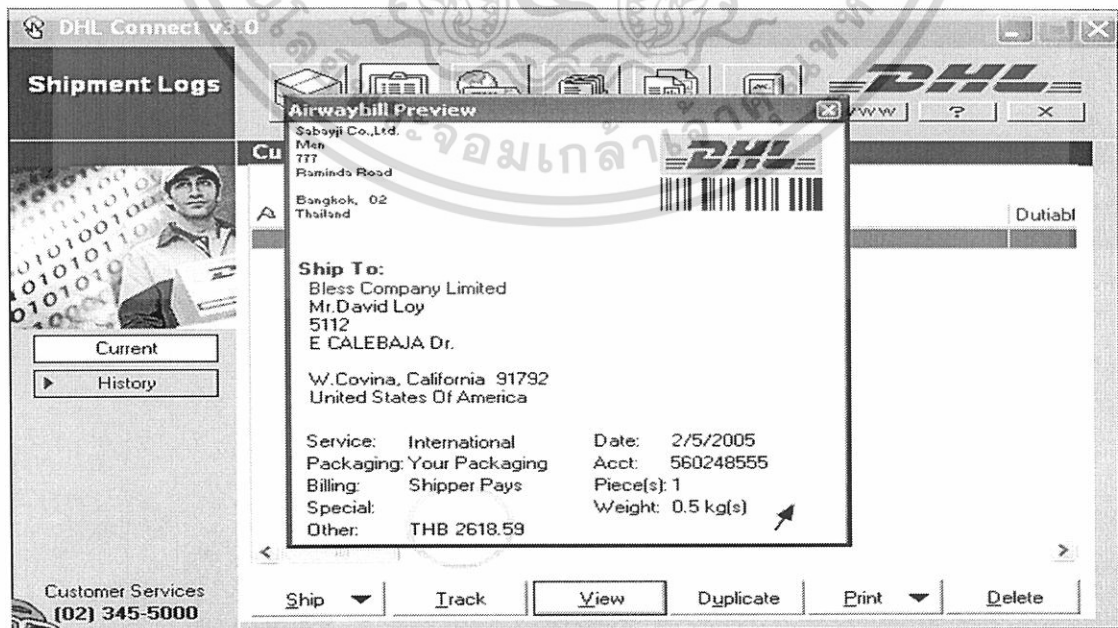 DHL Connect v3.0
Shipment Logs
DHL
WWW ? X
Airwaybill Preview
Sabayji Co.,Ltd.
Men
777
Raminda Road
Bangkok, 02
Thailand
DHL
Cu
Dutiabl
Ship To:
Bless Company Limited
Mr.David Loy
5112
E CALEBAJA Dr.
W.Covina, California 91792
United States Of America
Service: International Date: 2/5/2005
Packaging: Your Packaging Acct: 560248555
Billing: Shipper Pays Piece(s): 1
Special: Weight: 0.5 kg(s)
Other: THB 2618.59
Current
History
Customer Services
(02) 345-5000
Ship Track View Duplicate Print Delete